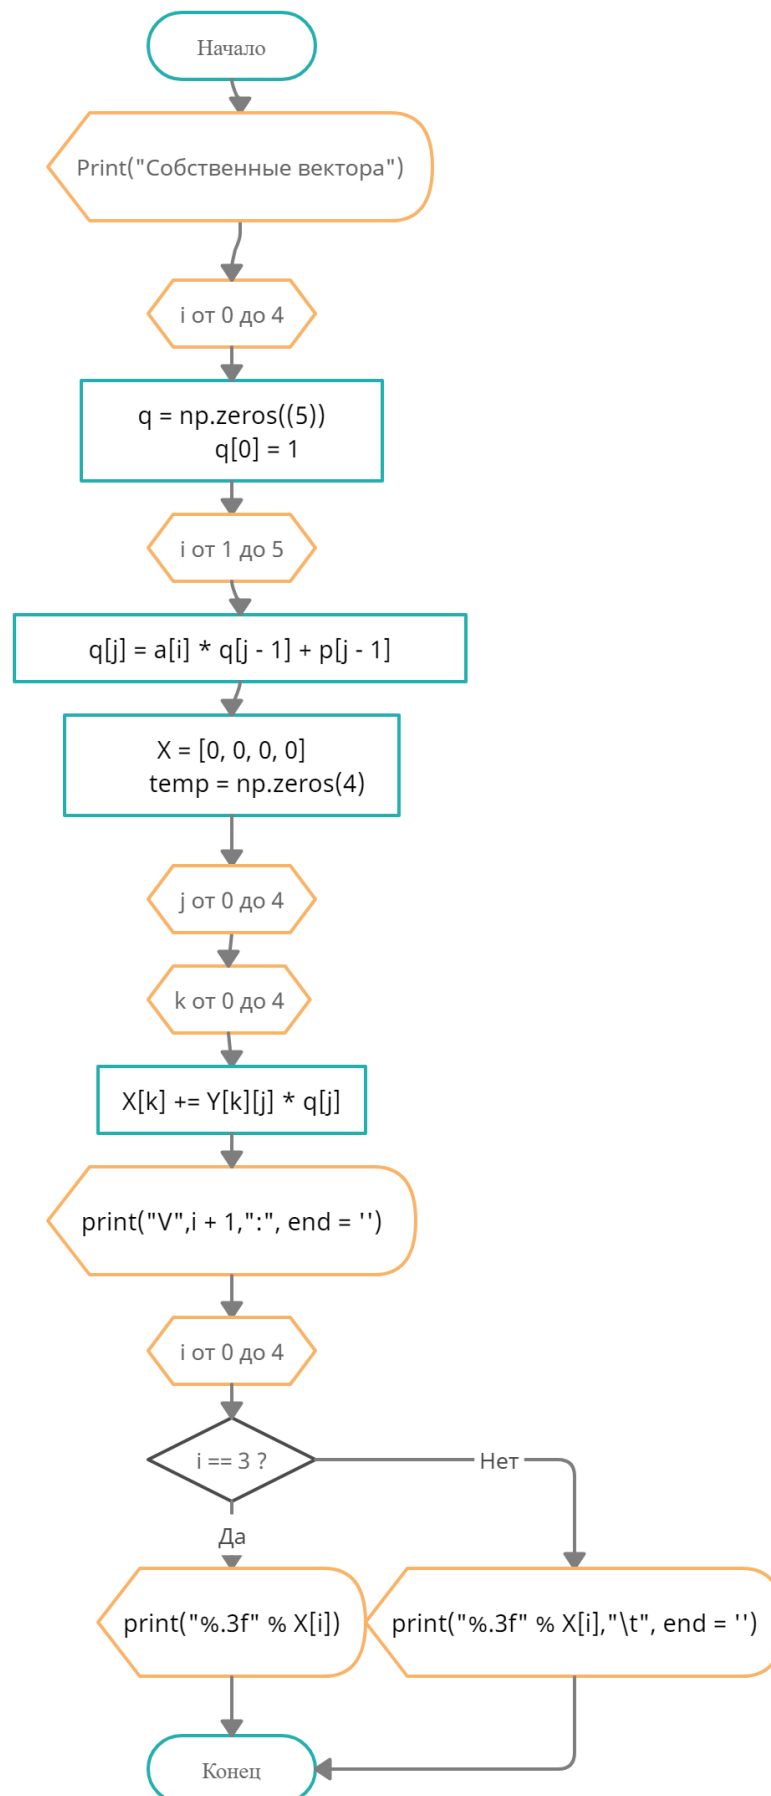 Начало
Print("Собственные вектора")
i от 0 до 4
q = np.zeros((5))
q[0] = 1
i от 1 до 5
q[j] = a[i] * q[j - 1] + p[j - 1]
X = [0, 0, 0, 0]
temp = np.zeros(4)
j от 0 до 4
k от 0 до 4
X[k] += Y[k][j] * q[j]
print("V",i + 1,":", end = '')
i от 0 до 4
i == 3 ?
Нет
Да
print("%.3f" % X[i])
print("%.3f" % X[i],"\t", end = '')
Конец